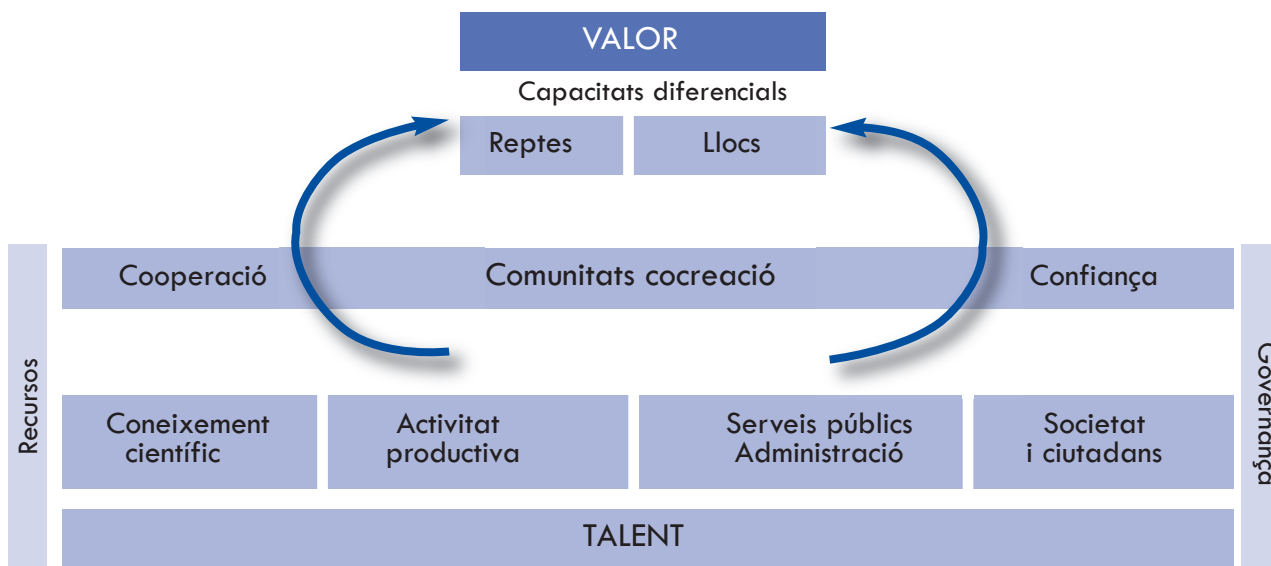 VALOR
Capacitats diferencials
Reptes
Llocs
Cooperació
Comunitats cocreació
Confiança
Recursos
Governança
Coneixement
científic
Activitat
productiva
Serveis públics
Administració
Societat
i ciutadans
TALENT